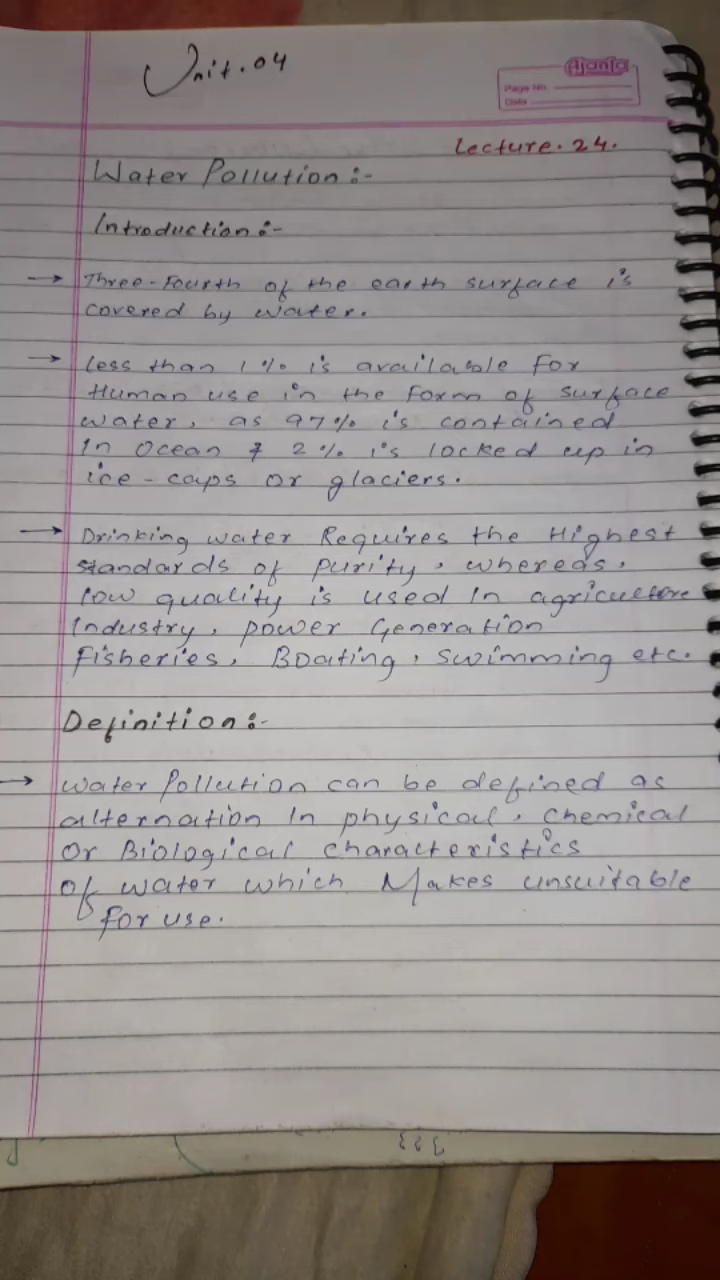 Unit.04
Ajanta
Page No.
Date
Lecture.24.
Water Pollution:-
Introduction:-
→ Three-Fourth of the earth surface is
covered by water.
→ Less than 1% is available for
Human use in the form of surface
water, as 97% is contained
In Ocean & 2% is locked up in
ice-caps or glaciers.
→ Drinking water Requires the Highest
standards of purity, whereas,
low quality is used In agriculture
Industry, power Generation
Fisheries, Boating, swimming etc.
Definition:-
→ Water Pollution can be defined as
alternation In physical, chemical
Or Biological characteristics
Of water which Makes unsuitable
for use.
323